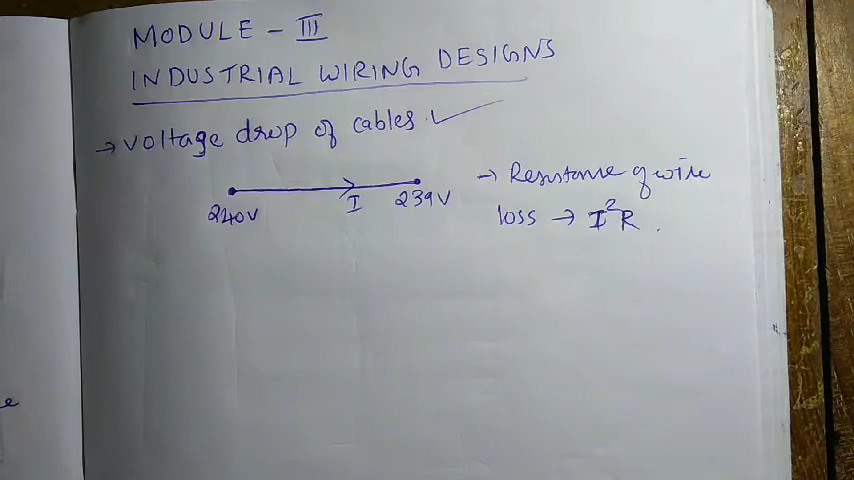 MODULE - III
INDUSTRIAL WIRING DESIGNS
→ Voltage drop of cables.
240V I 239V
→ Resistance of wire
loss → I²R.
e